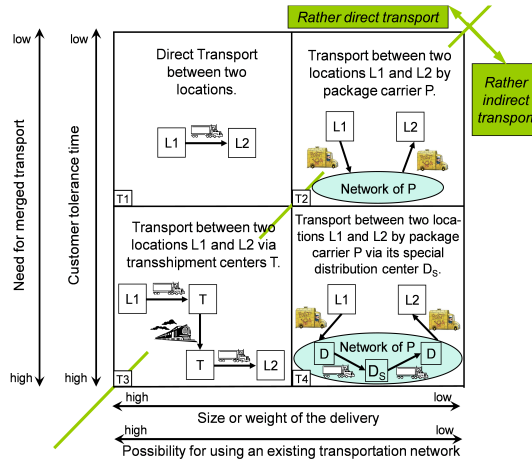 Rather direct transport
Rather
indirect
transport
low
low
Need for merged transport
Customer tolerance time
high
high
Direct Transport
between two
locations.
L1
L2
T1
Transport between two
locations L1 and L2 by
package carrier P.
L1
L2
Network of P
T2
Transport between two
locations L1 and L2 via
transshipment centers T.
L1
T
T
L2
T3
Transport between two loca-
tions L1 and L2 by package
carrier P via its special
distribution center DS.
L1
L2
Network of P
D
D
DS
T4
high
low
Size or weight of the delivery
high
low
Possibility for using an existing transportation network